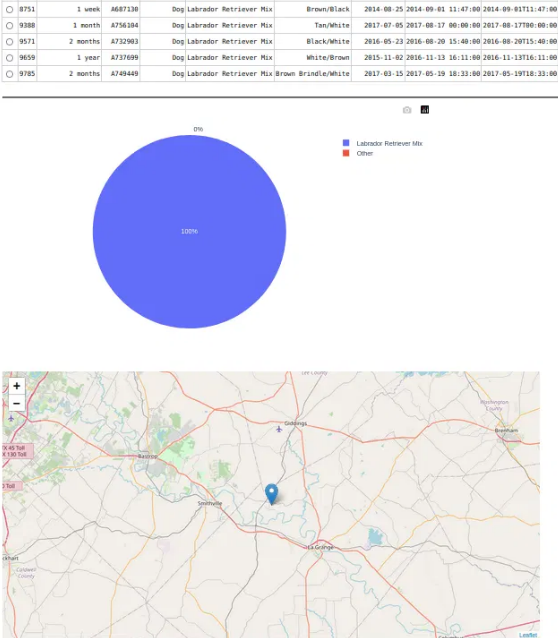 8751 1 week A687130 Dog Labrador Retriever Mix Brown/Black 2014-08-25 2014-09-01 11:47:00 2014-09-01T11:47:00
9388 1 month A756104 Dog Labrador Retriever Mix Tan/White 2017-07-05 2017-08-17 00:00:00 2017-08-17T00:00:00
9571 2 months A732903 Dog Labrador Retriever Mix Black/White 2016-05-23 2016-08-20 15:40:00 2016-08-20T15:40:00
9659 1 year A737699 Dog Labrador Retriever Mix White/Brown 2015-11-02 2016-11-13 16:11:00 2016-11-13T16:11:00
9785 2 months A749449 Dog Labrador Retriever Mix Brown Brindle/White 2017-03-15 2017-05-19 18:33:00 2017-05-19T18:33:00
0%
Labrador Retriever Mix
Other
100%
Lee County
+
−
Washington
County
Giddings
Brenham
TX 45 Toll
X 130 Toll
Bastrop
Toll
Smithville
La Grange
Caldwell
County
Leaflet